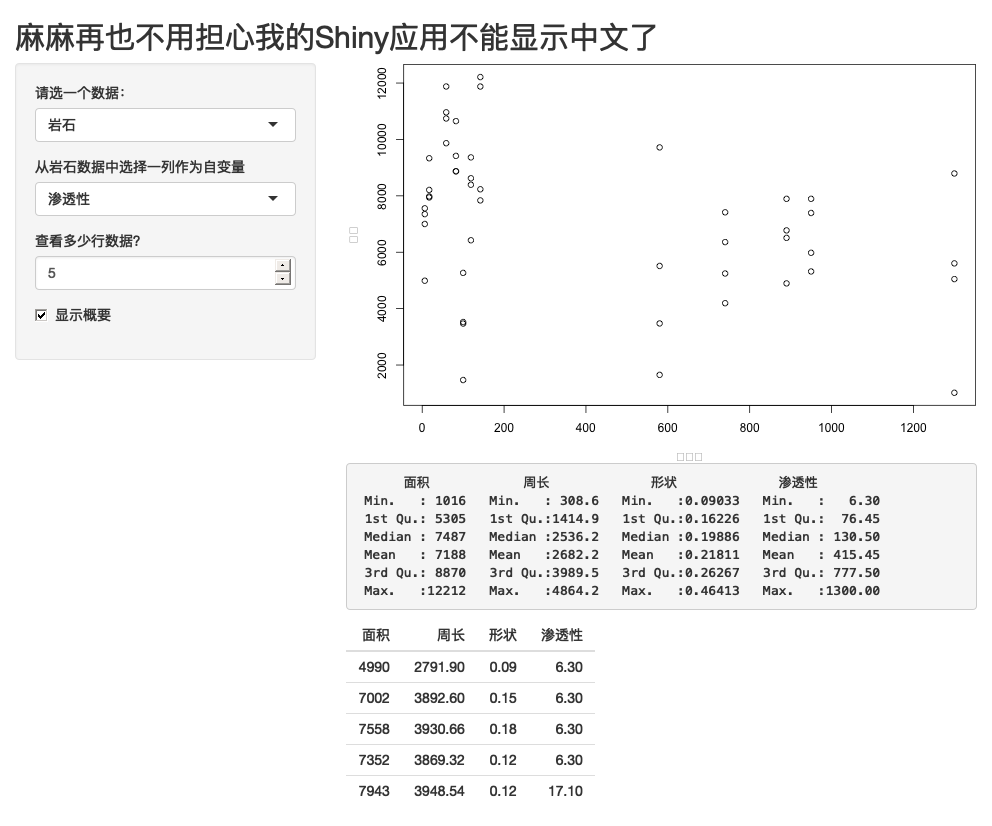 麻麻再也不用担心我的Shiny应用不能显示中文了
请选一个数据：
岩石
从岩石数据中选择一列作为自变量
渗透性
查看多少行数据?
5
显示概要
12000
10000
8000
6000
4000
2000
0 200 400 600 800 1000 1200
面积 周长 形状 渗透性
Min. : 1016 Min. : 308.6 Min. :0.09033 Min. : 6.30
1st Qu.: 5305 1st Qu.:1414.9 1st Qu.:0.16226 1st Qu.: 76.45
Median : 7487 Median :2536.2 Median :0.19886 Median : 130.50
Mean : 7188 Mean :2682.2 Mean :0.21811 Mean : 415.45
3rd Qu.: 8870 3rd Qu.:3989.5 3rd Qu.:0.26267 3rd Qu.: 777.50
Max. :12212 Max. :4864.2 Max. :0.46413 Max. :1300.00
面积 周长 形状 渗透性
4990 2791.90 0.09 6.30
7002 3892.60 0.15 6.30
7558 3930.66 0.18 6.30
7352 3869.32 0.12 6.30
7943 3948.54 0.12 17.10